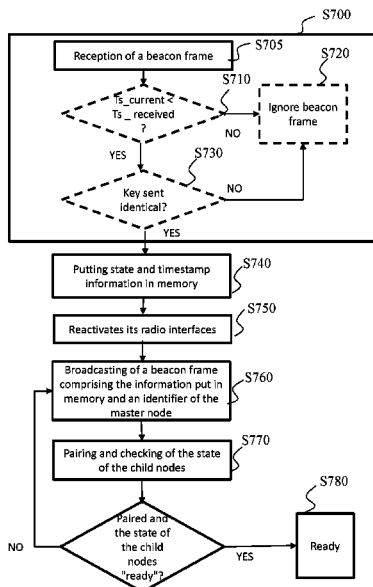 S700
Reception of a beacon frame
S705
S710
S720
Ts_current <
Ts _ received
?
Ignore beacon
frame
NO
YES
S730
Key sent
identical?
NO
YES
Putting state and timestamp
information in memory
S740
Reactivates its radio interfaces
S750
Broadcasting of a beacon frame
comprising the information put in
memory and an identifier of the
master node
S760
Pairing and checking of the state
of the child nodes
S770
S780
Paired and
the state of
the child
nodes
"ready"?
NO
YES
Ready